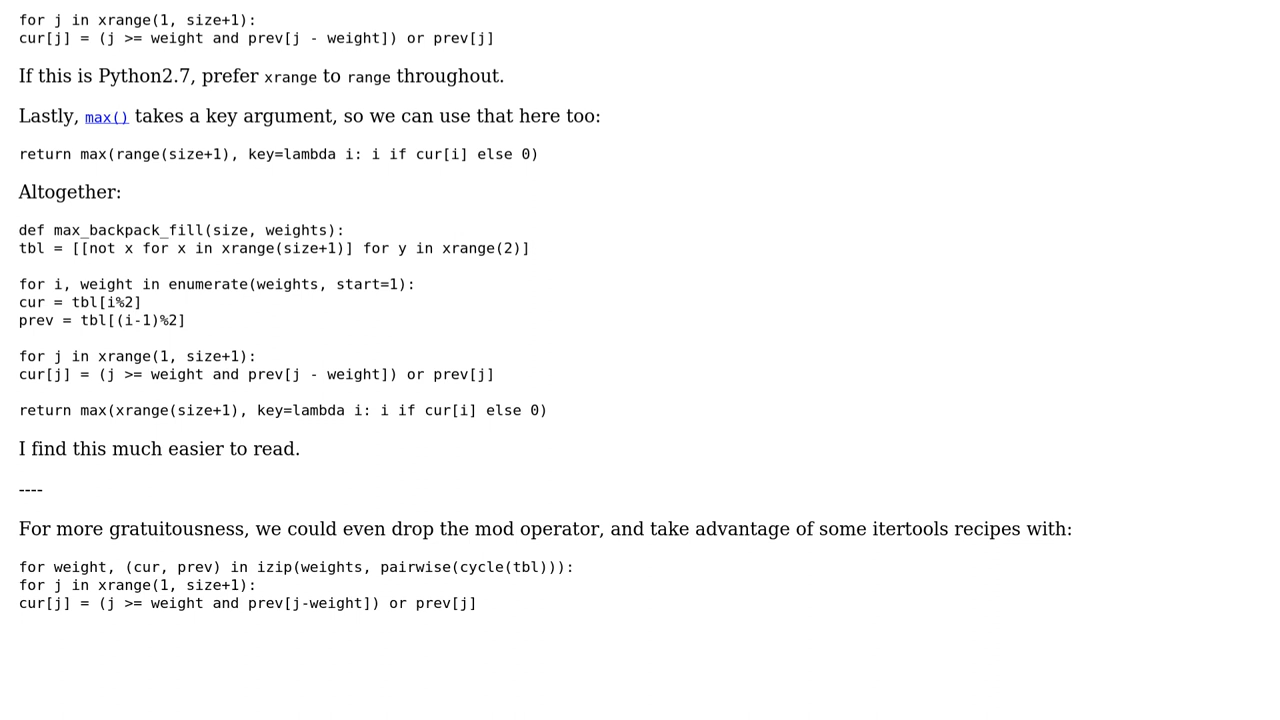 for j in xrange(1, size+1):
cur[j] = (j >= weight and prev[j - weight]) or prev[j]
If this is Python2.7, prefer xrange to range throughout.
Lastly, max() takes a key argument, so we can use that here too:
return max(range(size+1), key=lambda i: i if cur[i] else 0)
Altogether:
def max_backpack_fill(size, weights):
tbl = [[not x for x in xrange(size+1)] for y in xrange(2)]
for i, weight in enumerate(weights, start=1):
cur = tbl[i%2]
prev = tbl[(i-1)%2]
for j in xrange(1, size+1):
cur[j] = (j >= weight and prev[j - weight]) or prev[j]
return max(xrange(size+1), key=lambda i: i if cur[i] else 0)
I find this much easier to read.
----
For more gratuitousness, we could even drop the mod operator, and take advantage of some itertools recipes with:
for weight, (cur, prev) in izip(weights, pairwise(cycle(tbl))):
for j in xrange(1, size+1):
cur[j] = (j >= weight and prev[j-weight]) or prev[j]